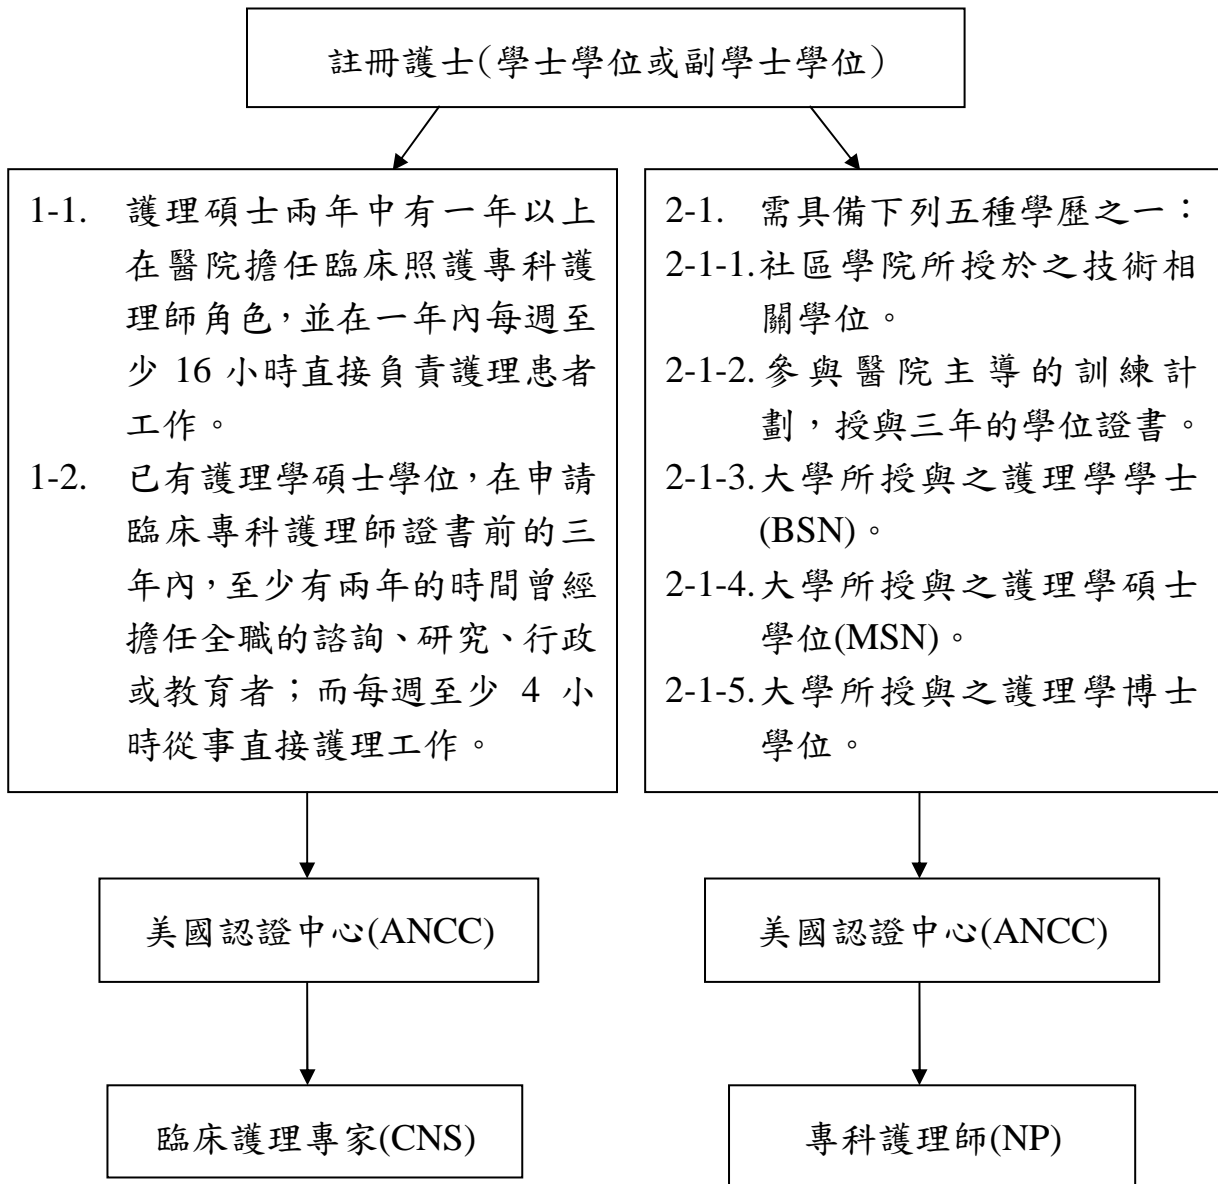 註冊護士(學士學位或副學士學位)
1-1. 護理碩士兩年中有一年以上
在醫院擔任臨床照護專科護
理師角色，並在一年內每週至
少 16 小時直接負責護理患者
工作。
1-2. 已有護理學碩士學位，在申請
臨床專科護理師證書前的三
年內，至少有兩年的時間曾經
擔任全職的諮詢、研究、行政
或教育者；而每週至少 4 小
時從事直接護理工作。
2-1. 需具備下列五種學歷之一：
2-1-1.社區學院所授於之技術相
關學位。
2-1-2.參與醫院主導的訓練計
劃，授與三年的學位證書。
2-1-3.大學所授與之護理學學士
(BSN)。
2-1-4.大學所授與之護理學碩士
學位(MSN)。
2-1-5.大學所授與之護理學博士
學位。
美國認證中心(ANCC)
美國認證中心(ANCC)
臨床護理專家(CNS)
專科護理師(NP)